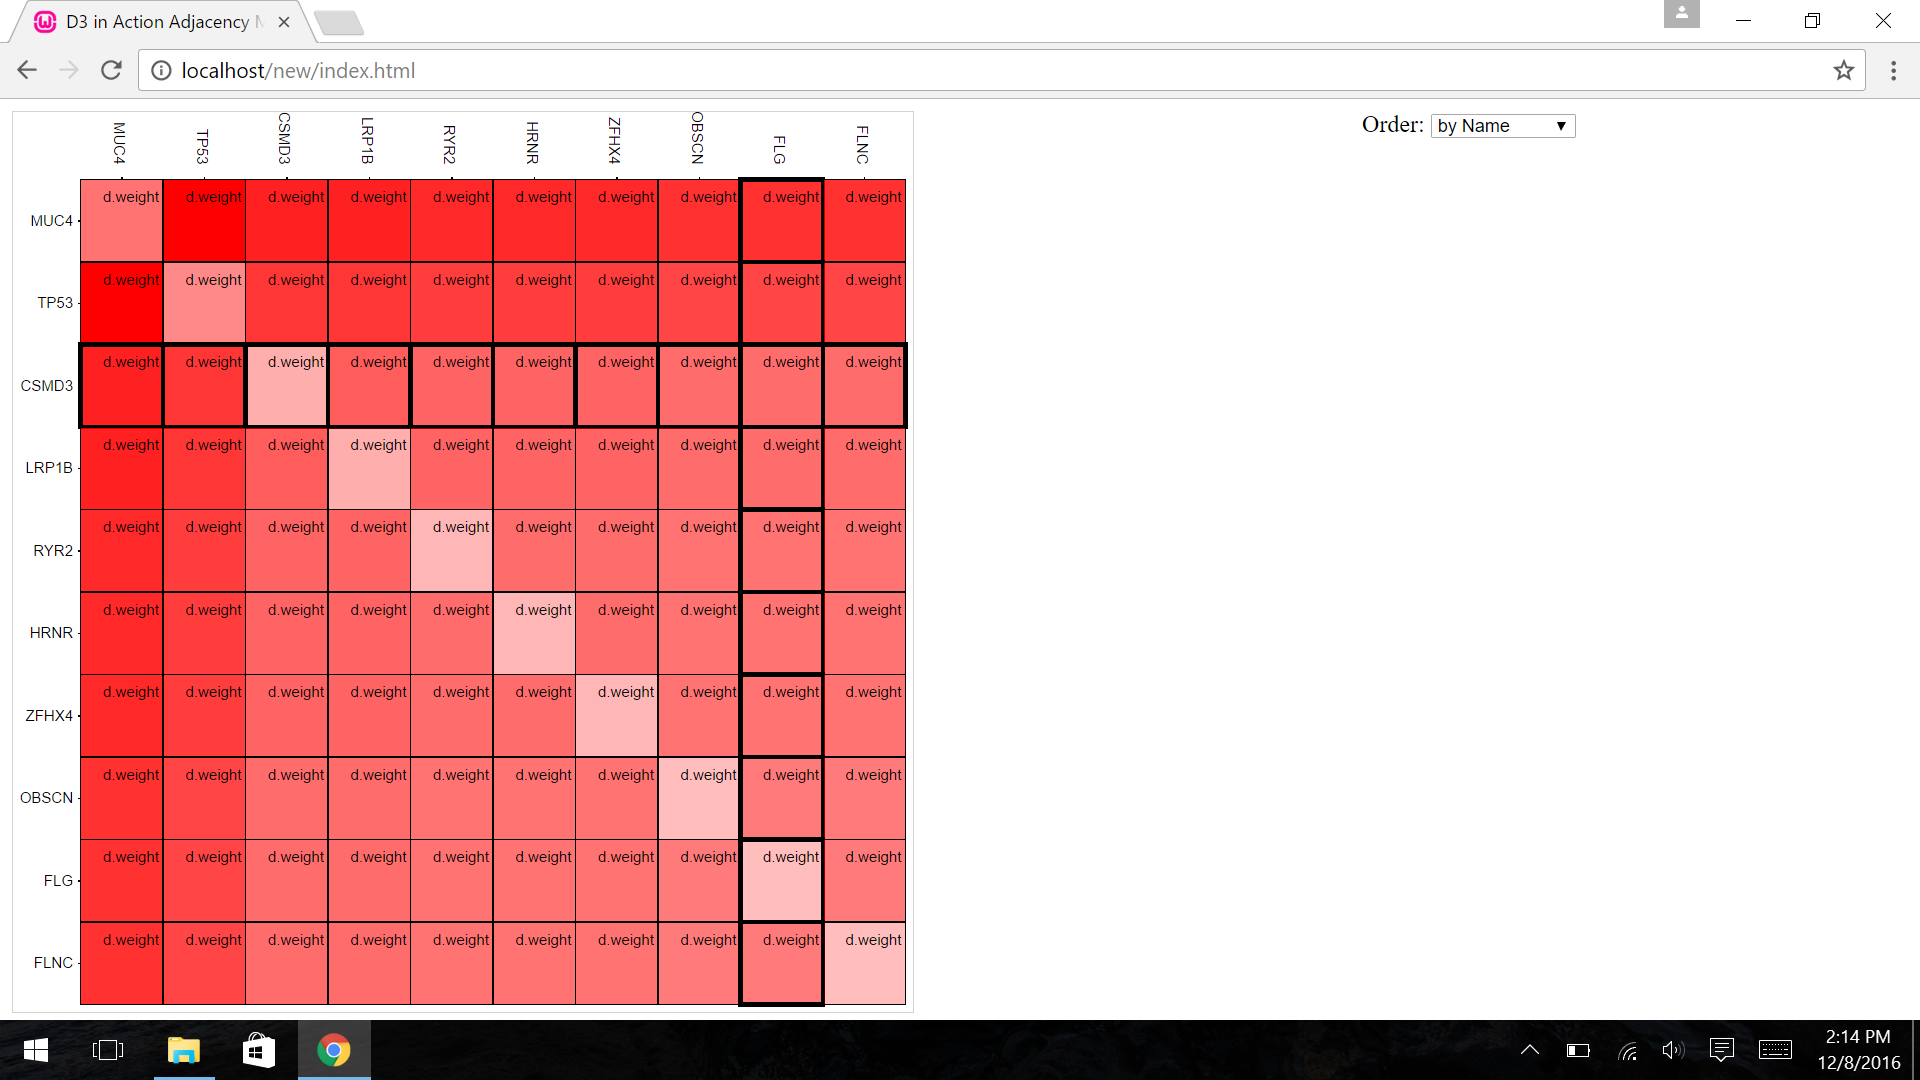 D3 in Action Adjacency M
localhost/new/index.html
Order: by Name
MUC4 TP53 CSMD3 LRP1B RYR2 HRNR ZFHX4 OBSCN FLG FLNC
MUC4 d.weight d.weight d.weight d.weight d.weight d.weight d.weight d.weight d.weight d.weight
TP53 d.weight d.weight d.weight d.weight d.weight d.weight d.weight d.weight d.weight d.weight
CSMD3 d.weight d.weight d.weight d.weight d.weight d.weight d.weight d.weight d.weight d.weight
LRP1B d.weight d.weight d.weight d.weight d.weight d.weight d.weight d.weight d.weight d.weight
RYR2 d.weight d.weight d.weight d.weight d.weight d.weight d.weight d.weight d.weight d.weight
HRNR d.weight d.weight d.weight d.weight d.weight d.weight d.weight d.weight d.weight d.weight
ZFHX4 d.weight d.weight d.weight d.weight d.weight d.weight d.weight d.weight d.weight d.weight
OBSCN d.weight d.weight d.weight d.weight d.weight d.weight d.weight d.weight d.weight d.weight
FLG d.weight d.weight d.weight d.weight d.weight d.weight d.weight d.weight d.weight d.weight
FLNC d.weight d.weight d.weight d.weight d.weight d.weight d.weight d.weight d.weight d.weight
2:14 PM
12/8/2016